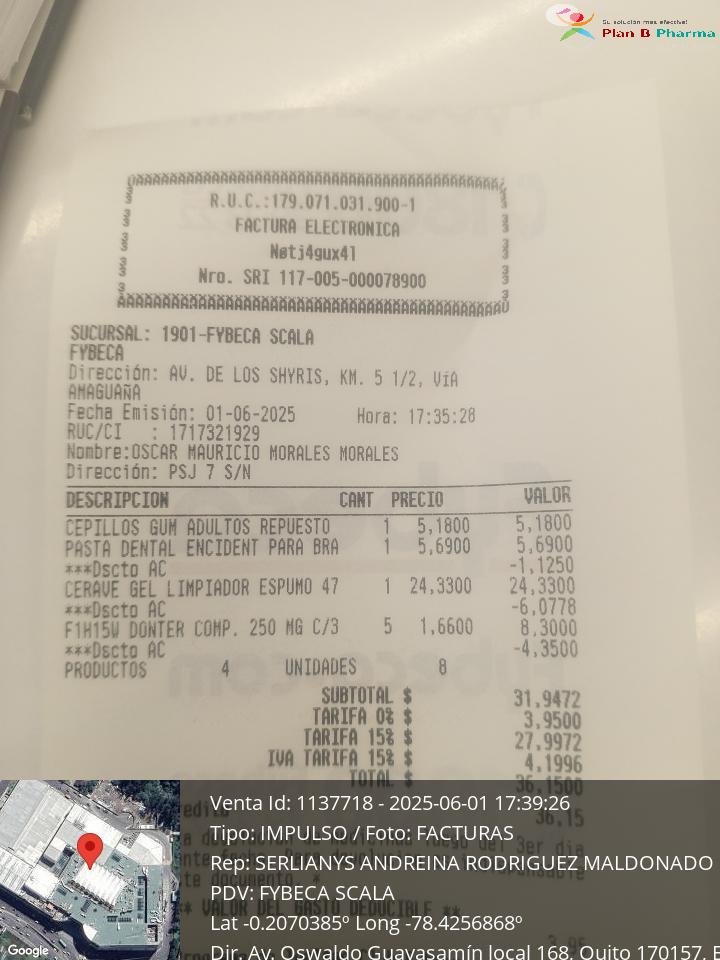 Su solución mas efectiva!
Plan B Pharma
R.U.C.:179.071.031.900-1
FACTURA ELECTRONICA
Nøtj4gux4l
Nro. SRI 117-005-000078900
SUCURSAL: 1901-FYBECA SCALA
FYBECA
Dirección: AV. DE LOS SHYRIS, KM. 5 1/2, VíA
AMAGUAÑA
Fecha Emisión: 01-06-2025 Hora: 17:35:28
RUC/CI : 1717321929
Nombre:OSCAR MAURICIO MORALES MORALES
Dirección: PSJ 7 S/N
DESCRIPCION CANT PRECIO VALOR
CEPILLOS GUM ADULTOS REPUESTO 1 5,1800 5,1800
PASTA DENTAL ENCIDENT PARA BRA 1 5,6900 5,6900
***Dscto AC -1,1250
CERAVE GEL LIMPIADOR ESPUMO 47 1 24,3300 24,3300
***Dscto AC -6,0778
F1H15W DONTER COMP. 250 MG C/3 5 1,6600 8,3000
***Dscto AC -4,3500
PRODUCTOS 4 UNIDADES 8
SUBTOTAL $ 31,9472
TARIFA 0% $ 3,9500
TARIFA 15% $ 27,9972
IVA TARIFA 15% $ 4,1996
TOTAL $ 36,1500
36,15
Venta Id: 1137718 - 2025-06-01 17:39:26
Tipo: IMPULSO / Foto: FACTURAS
Rep: SERLIANYS ANDREINA RODRIGUEZ MALDONADO
PDV: FYBECA SCALA
** VALOR DEL GASTO DEDUCIBLE **
Lat -0.2070385º Long -78.4256868º
Dir. Av. Oswaldo Guayasamín local 168, Quito 170157, E
Google